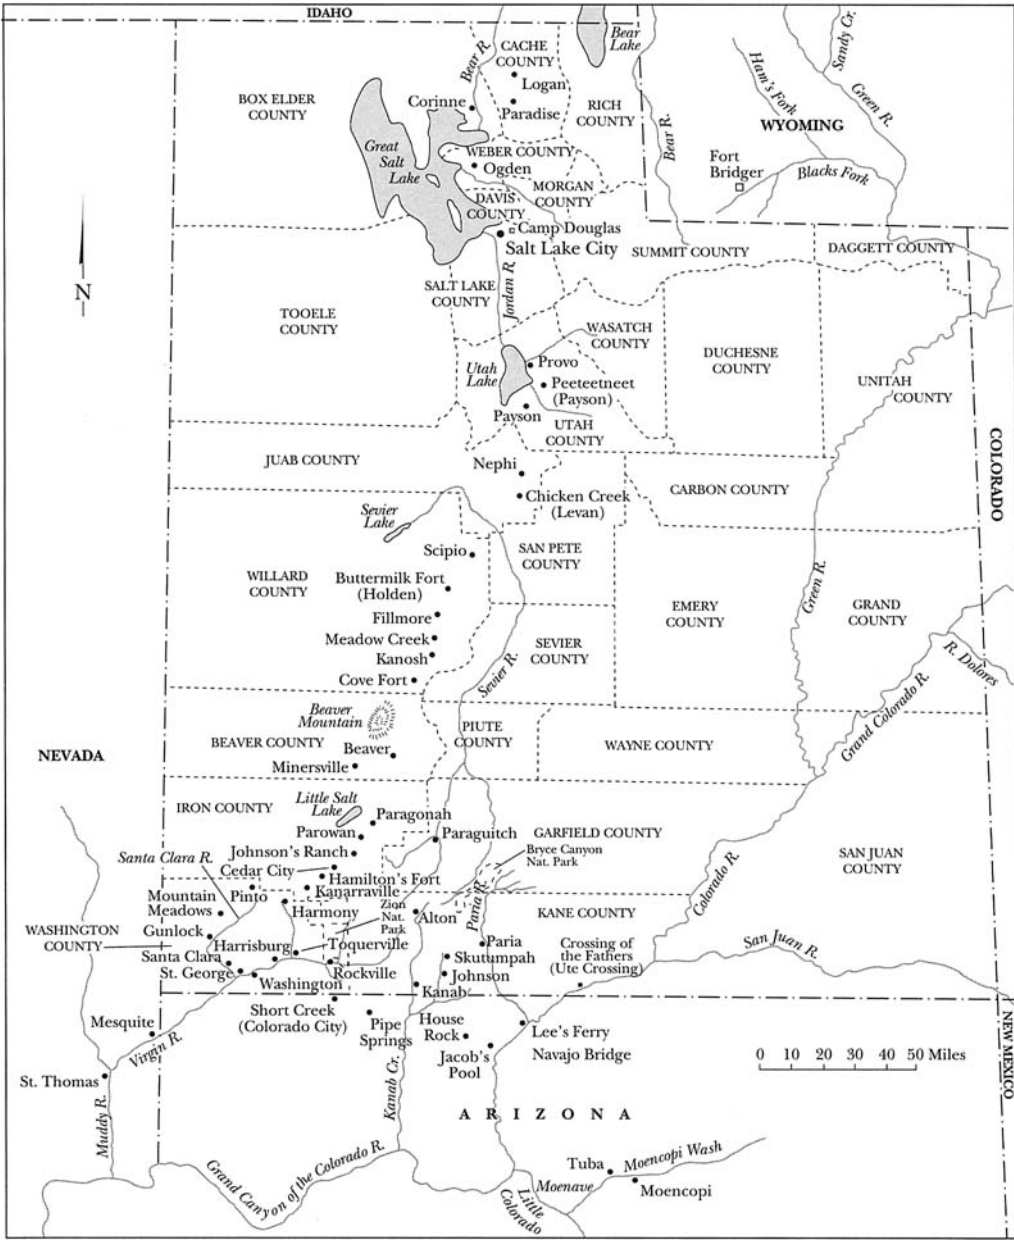 IDAHO
Bear R.
CACHE
COUNTY
Logan
Paradise
Bear
Lake
Sandy Cr.
Ham's Fork
Green R.
BOX ELDER
COUNTY
Corinne
RICH
COUNTY
WYOMING
Bear R.
Great
Salt
Lake
WEBER COUNTY
Ogden
Fort
Bridger
Blacks Fork
MORGAN
COUNTY
DAVIS
COUNTY
Camp Douglas
Salt Lake City
SUMMIT COUNTY
DAGGETT COUNTY
N
SALT LAKE
COUNTY
Jordan R.
TOOELE
COUNTY
WASATCH
COUNTY
DUCHESNE
COUNTY
Utah
Lake
Provo
Peeteetneet
(Payson)
UNITAH
COUNTY
Payson
UTAH
COUNTY
COLORADO
JUAB COUNTY
Nephi
CARBON COUNTY
Chicken Creek
(Levan)
Sevier
Lake
Scipio
SAN PETE
COUNTY
WILLARD
COUNTY
Buttermilk Fort
(Holden)
Green R.
Fillmore
EMERY
COUNTY
GRAND
COUNTY
Meadow Creek
SEVIER
COUNTY
Kanosh
R. Dolores
Sevier R.
Cove Fort
Grand Colorado R.
Beaver
Mountain
PIUTE
COUNTY
BEAVER COUNTY
WAYNE COUNTY
Beaver
NEVADA
Minersville
IRON COUNTY
Little Salt
Lake
Paragonah
Parowan
Paraguitch
GARFIELD COUNTY
Bryce Canyon
Nat. Park
SAN JUAN
COUNTY
Santa Clara R.
Johnson's Ranch
Cedar City
Hamilton's Fort
Colorado R.
Mountain
Meadows
Pinto
Kanarraville
Harmony
Zion
Nat.
Park
Alton
Paria R.
KANE COUNTY
WASHINGTON
COUNTY
Gunlock
Harrisburg
Toquerville
Paria
Crossing of
the Fathers
(Ute Crossing)
San Juan R.
Santa Clara
Skutumpah
St. George
Rockville
Johnson
Washington
Kanab
Short Creek
(Colorado City)
Pipe
Springs
House
Rock
Lee's Ferry
Mesquite
Virgin R.
Navajo Bridge
Jacob's
Pool
NEW MEXICO
0 10 20 30 40 50 Miles
St. Thomas
Kanab Cr.
Muddy R.
ARIZONA
Grand Canyon of the Colorado R.
Tuba
Moencopi Wash
Moenave
Moencopi
Little
Colorado